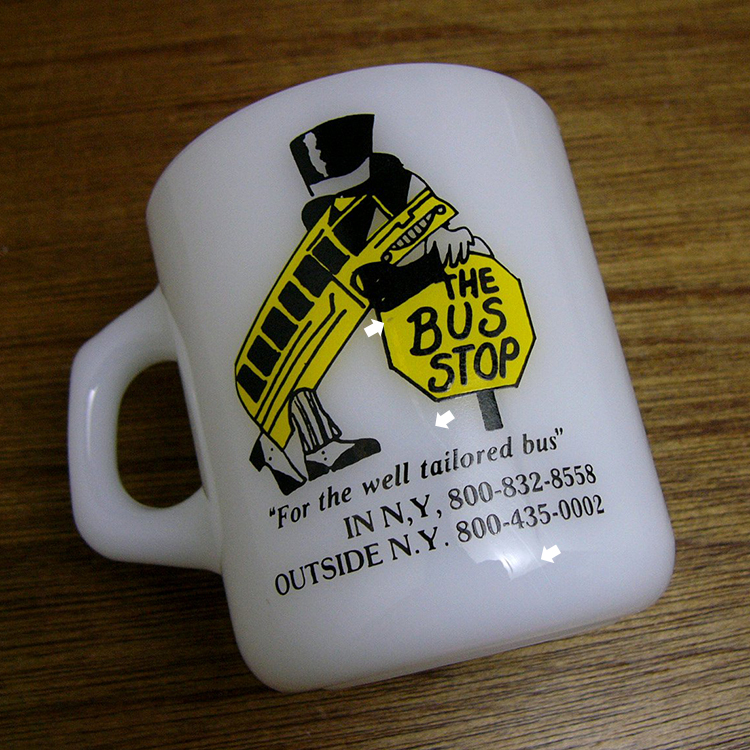 THE
BUS
STOP
"For the well tailored bus"
IN N,Y, 800-832-8558
OUTSIDE N.Y. 800-435-0002